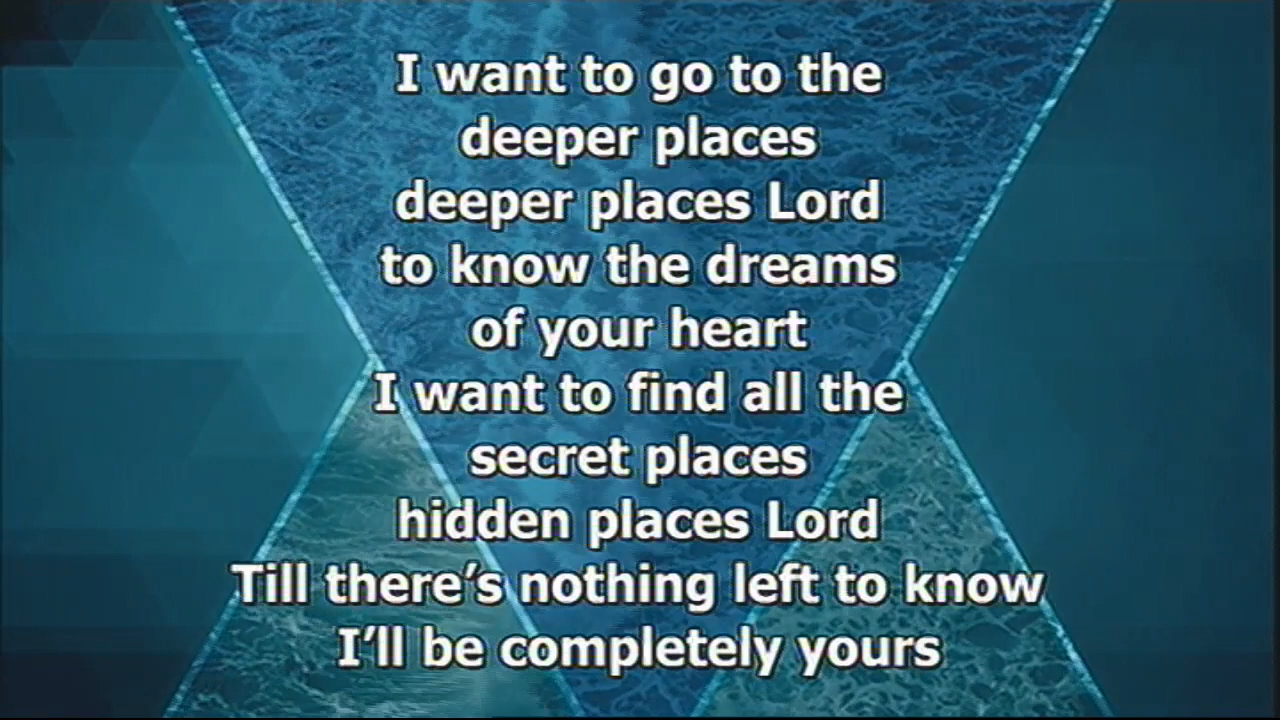 I want to go to the
deeper places
deeper places Lord
to know the dreams
of your heart
I want to find all the
secret places
hidden places Lord
Till there’s nothing left to know
I’ll be completely yours